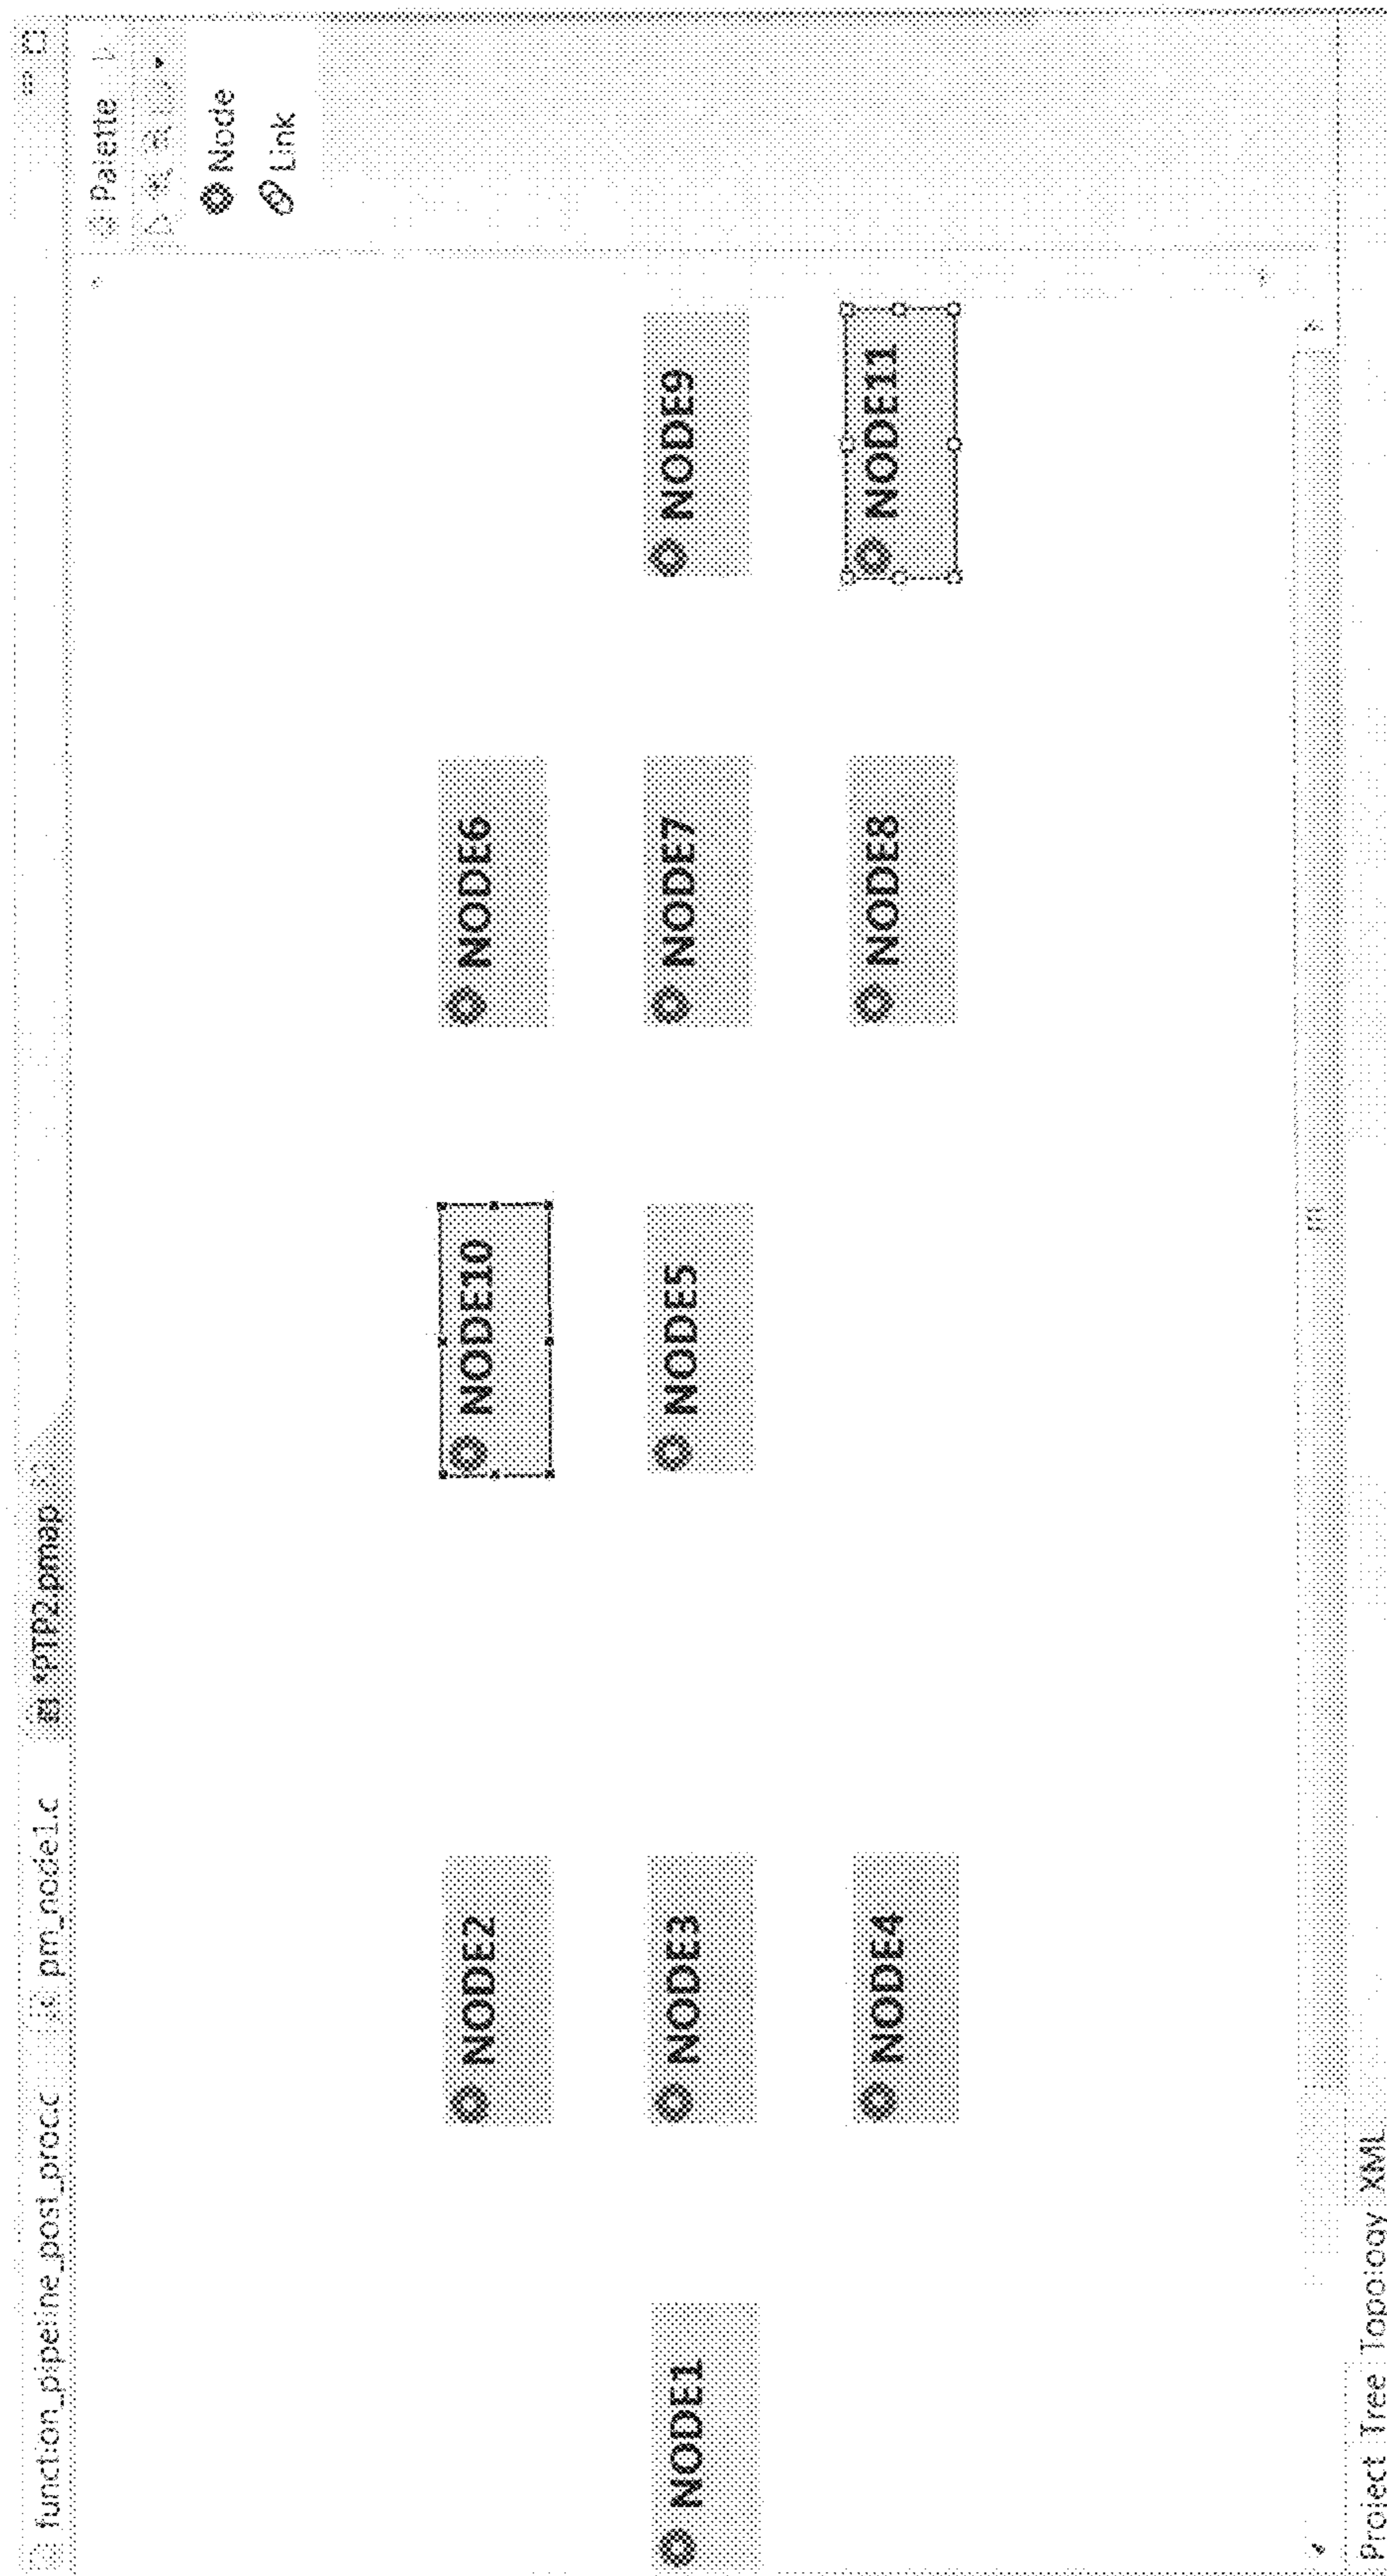 function_pipeline_post_proc.c
pm_node1.c
*PTP2.pmap
Palette
Node
Link
NODE2
NODE10
NODE6
NODE1
NODE3
NODE5
NODE7
NODE9
NODE4
NODE8
NODE11
Project
Tree
Topology
XML